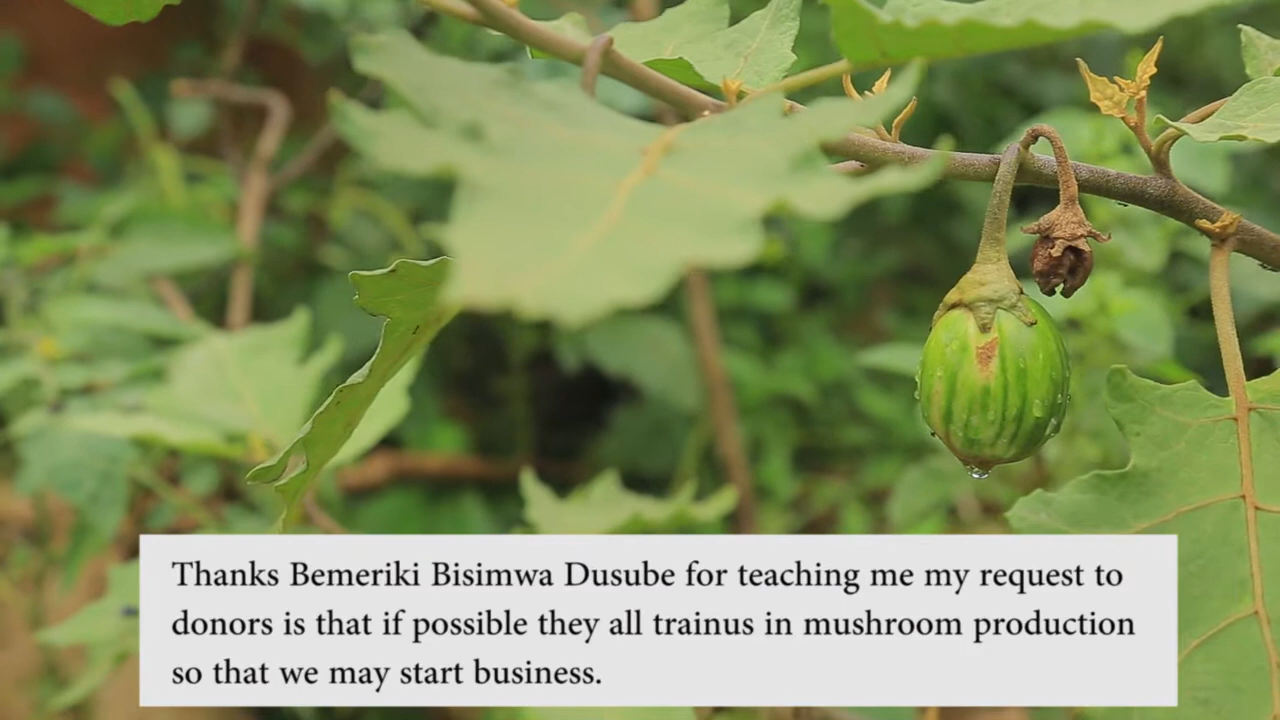 Thanks Bemeriki Bisimwa Dusube for teaching me my request to
donors is that if possible they all trainus in mushroom production
so that we may start business.